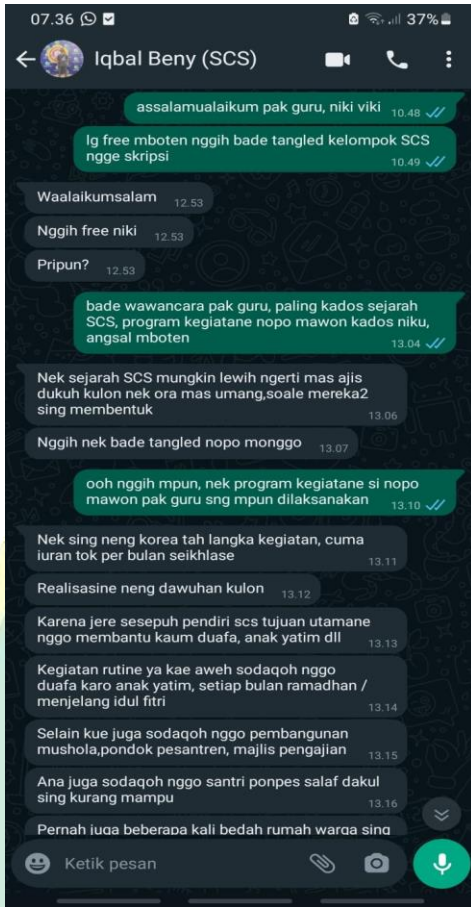 07.36
37%
Iqbal Beny (SCS)
assalamualaikum pak guru, niki viki 10.48
lg free mboten nggih bade tangled kelompok SCS
ngge skripsi
10.49
Waalaikumsalam 12.53
Nggih free niki 12.53
Pripun? 12.53
bade wawancara pak guru, paling kados sejarah
SCS, program kegiatane nopo mawon kados niku,
angsal mboten
13.04
Nek sejarah SCS mungkin lewih ngerti mas ajis
dukuh kulon nek ora mas umang,soale mereka2
sing membentuk
13.06
Nggih nek bade tangled nopo monggo 13.07
ooh nggih mpun, nek program kegiatane si nopo
mawon pak guru sng mpun dilaksanakan 13.10
Nek sing neng korea tah langka kegiatan, cuma
iuran tok per bulan seikhlase
13.11
Realisasine neng dawuhan kulon 13.12
Karena jere sesepuh pendiri scs tujuan utamane
nggo membantu kaum duafa, anak yatim dll 13.13
Kegiatan rutine ya kae aweh sodaqoh nggo
duafa karo anak yatim, setiap bulan ramadhan /
menjelang idul fitri
13.14
Selain kue juga sodaqoh nggo pembangunan
mushola,pondok pesantren, majlis pengajian 13.15
Ana juga sodaqoh nggo santri ponpes salaf dakul
sing kurang mampu
13.16
Pernah juga beberapa kali bedah rumah warga sing
Ketik pesan